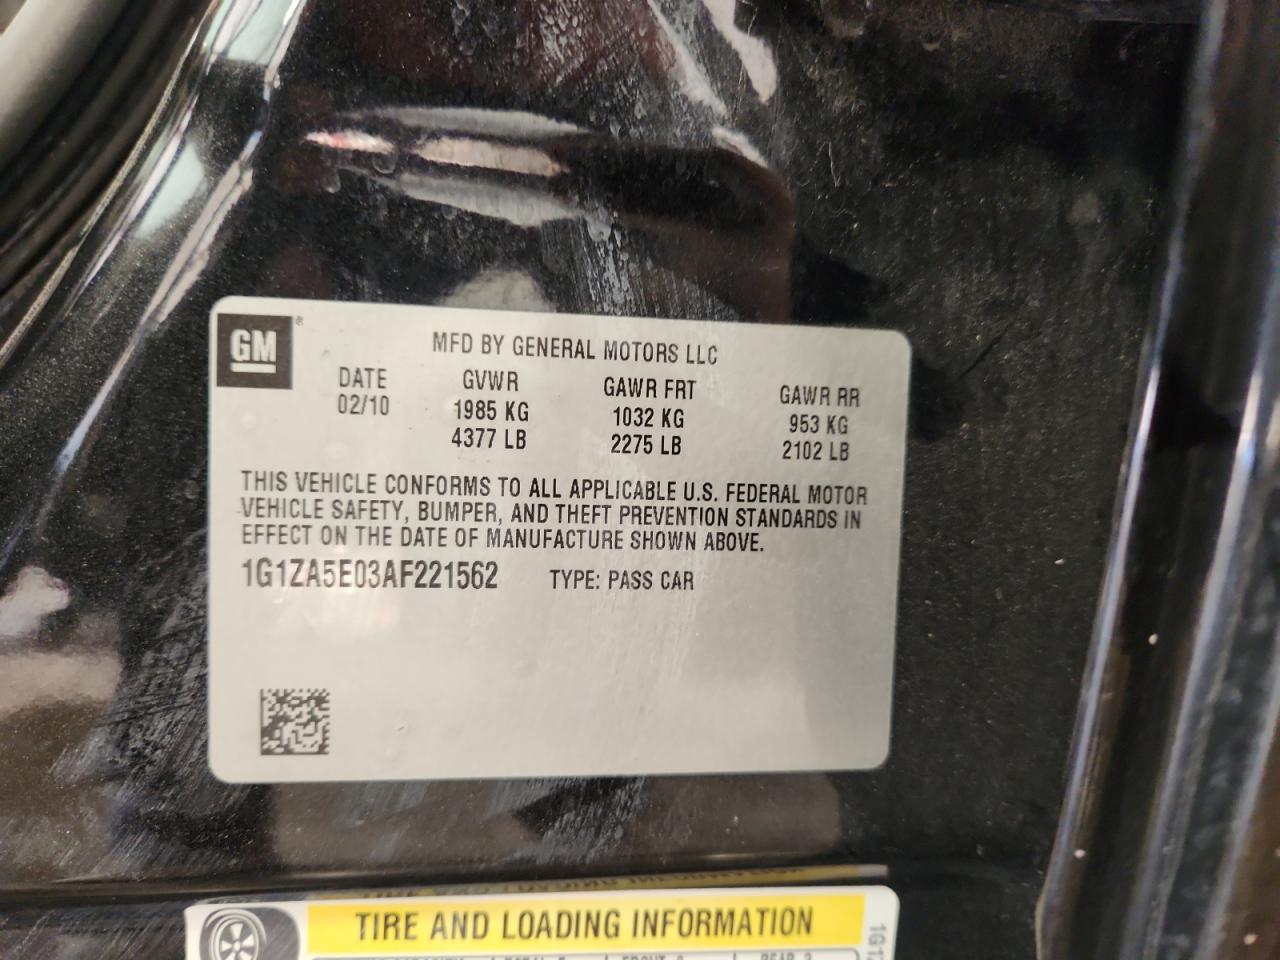 GM
MFD BY GENERAL MOTORS LLC
DATE GVWR GAWR FRT GAWR RR
02/10 1985 KG 1032 KG 953 KG
4377 LB 2275 LB 2102 LB
THIS VEHICLE CONFORMS TO ALL APPLICABLE U.S. FEDERAL MOTOR
VEHICLE SAFETY, BUMPER, AND THEFT PREVENTION STANDARDS IN
EFFECT ON THE DATE OF MANUFACTURE SHOWN ABOVE.
1G1ZA5E03AF221562 TYPE: PASS CAR
TIRE AND LOADING INFORMATION